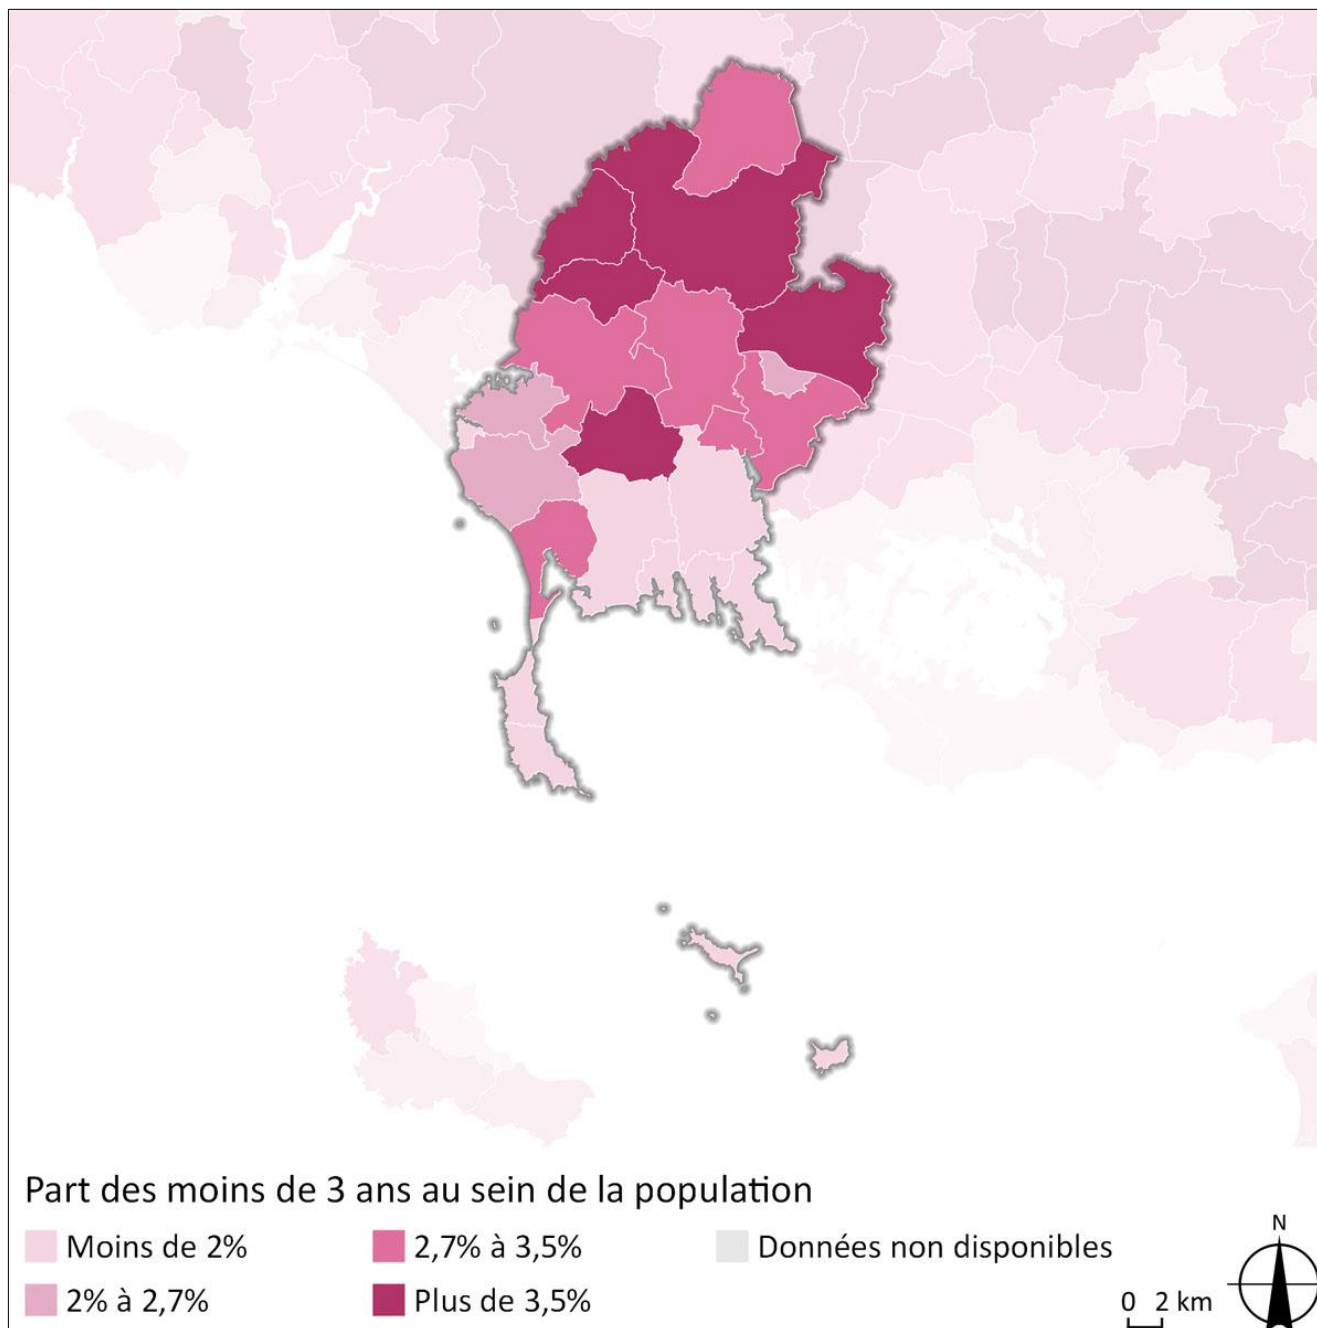 Part des moins de 3 ans au sein de la population
Moins de 2%
2,7% à 3,5%
Données non disponibles
2% à 2,7%
Plus de 3,5%
0 2 km
N